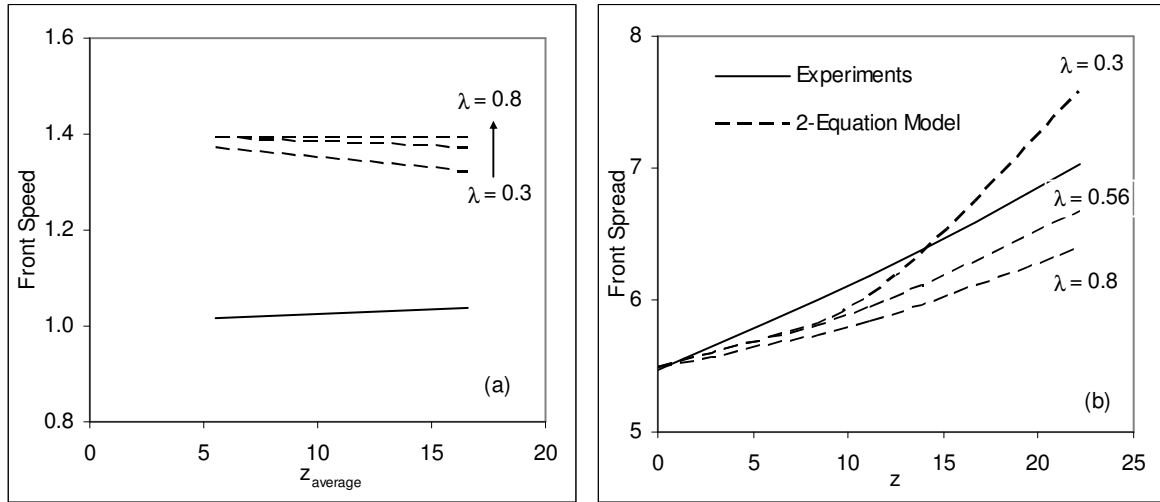 1.6
1.4
1.2
1.0
0.8
Front Speed
λ = 0.8
λ = 0.3
(a)
0 5 10 15 20
z_average
8
7
6
5
Front Spread
Experiments
2-Equation Model
λ = 0.3
λ = 0.56
λ = 0.8
(b)
0 5 10 15 20 25
z